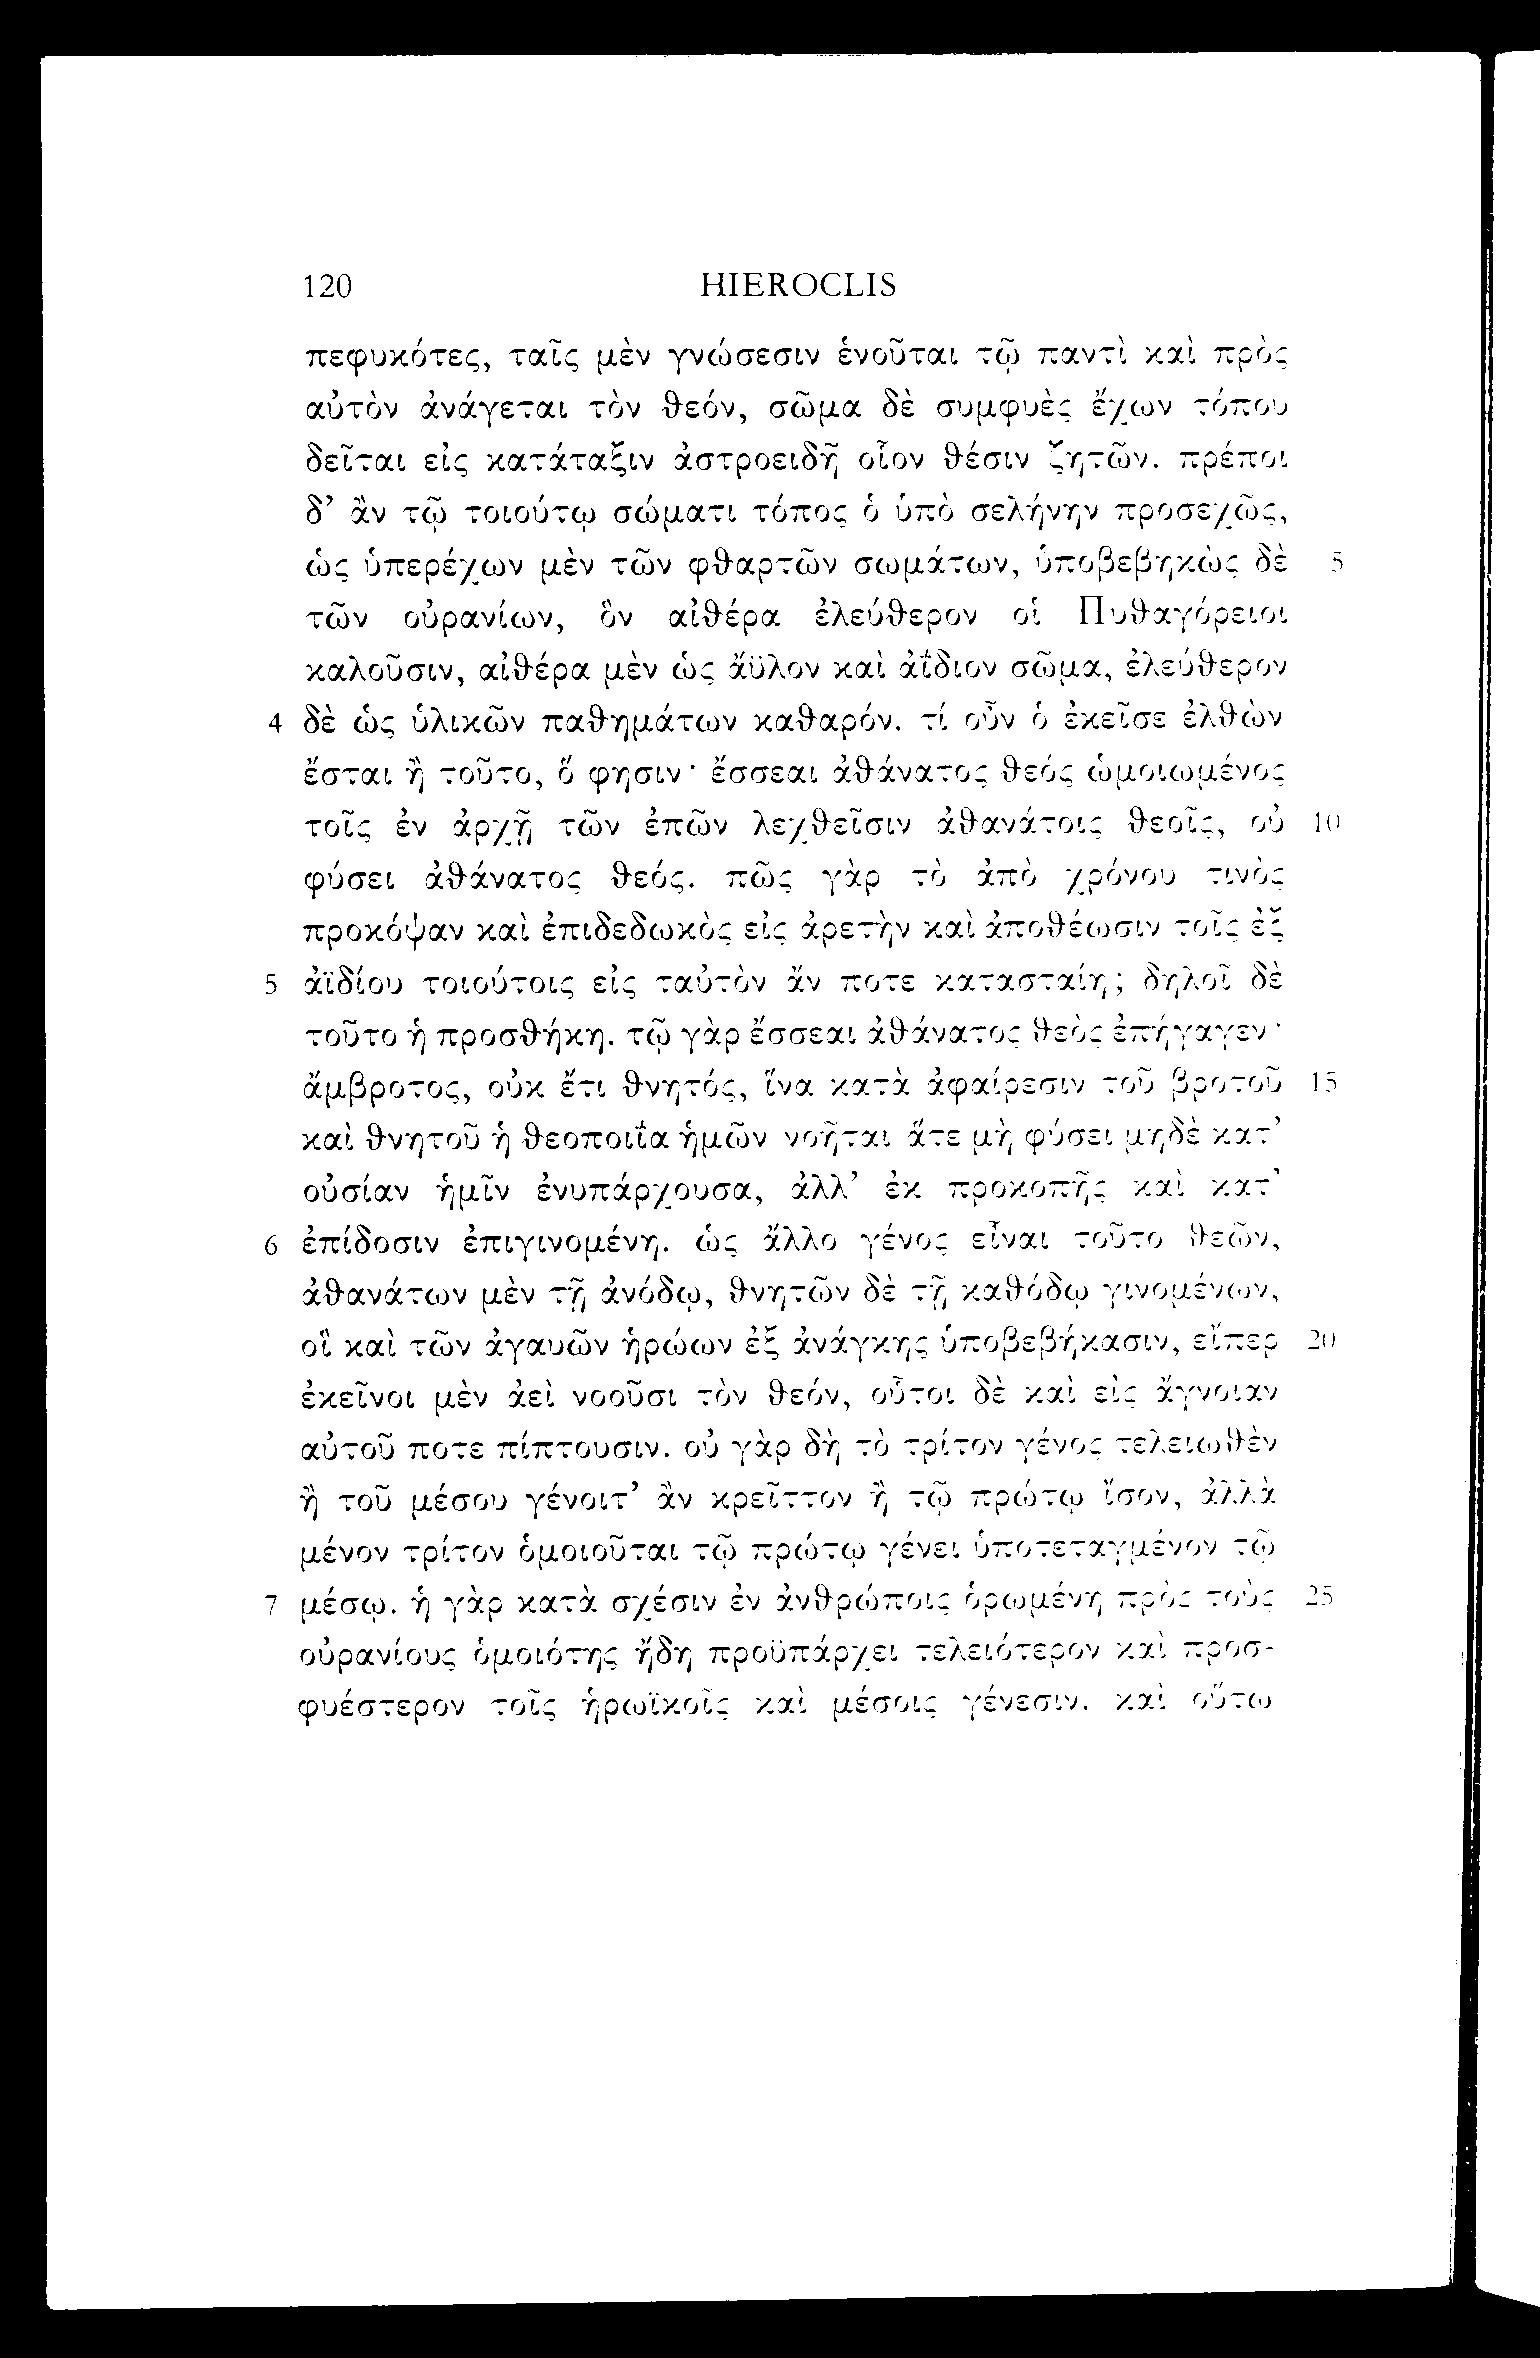 120 HIEROCLIS
πεφυκότες, ταῖς μὲν γνώσεσιν ἑνοῦται τῷ παντὶ καὶ πρὸς
αὐτὸν ἀνάγεται τὸν θεόν, σῶμα δὲ συμφυὲς ἔχων τόπου
δεῖται εἰς κατάταξιν ἀστροειδῆ οἷον θέσιν ζητῶν. πρέποι
δ’ ἂν τῷ τοιούτῳ σώματι τόπος ὁ ὑπὸ σελήνην προσεχῶς,
ὡς ὑπερέχων μὲν τῶν φθαρτῶν σωμάτων, ὑποβεβηκὼς δὲ 5
τῶν οὐρανίων, ὃν αἰθέρα ἐλεύθερον οἱ Πυθαγόρειοι
καλοῦσιν, αἰθέρα μὲν ὡς ἄϋλον καὶ ἀΐδιον σῶμα, ἐλεύθερον
4 δὲ ὡς ὑλικῶν παθημάτων καθαρόν. τί οὖν ὁ ἐκεῖσε ἐλθὼν
ἔσται ἢ τοῦτο, ὅ φησιν· ἔσσεαι ἀθάνατος θεός ὡμοιωμένος
τοῖς ἐν ἀρχῇ τῶν ἐπῶν λεχθεῖσιν ἀθανάτοις θεοῖς, οὐ 10
φύσει ἀθάνατος θεός. πῶς γὰρ τὸ ἀπὸ χρόνου τινὸς
προκόψαν καὶ ἐπιδεδωκὸς εἰς ἀρετὴν καὶ ἀποθέωσιν τοῖς ἐξ
5 ἀϊδίου τοιούτοις εἰς ταὐτὸν ἄν ποτε κατασταίη; δηλοῖ δὲ
τοῦτο ἡ προσθήκη. τῷ γὰρ ἔσσεαι ἀθάνατος θεὸς ἐπήγαγεν·
ἄμβροτος, οὐκ ἔτι θνητός, ἵνα κατὰ ἀφαίρεσιν τοῦ βροτοῦ 15
καὶ θνητοῦ ἡ θεοποιΐα ἡμῶν νοῆται ἅτε μὴ φύσει μηδὲ κατ’
οὐσίαν ἡμῖν ἐνυπάρχουσα, ἀλλ’ ἐκ προκοπῆς καὶ κατ’
6 ἐπίδοσιν ἐπιγινομένη. ὡς ἄλλο γένος εἶναι τοῦτο θεῶν,
ἀθανάτων μὲν τῇ ἀνόδῳ, θνητῶν δὲ τῇ καθόδῳ γινομένων,
οἳ καὶ τῶν ἀγαυῶν ἡρώων ἐξ ἀνάγκης ὑποβεβήκασιν, εἴπερ 20
ἐκεῖνοι μὲν ἀεὶ νοοῦσι τὸν θεόν, οὗτοι δὲ καὶ εἰς ἄγνοιαν
αὐτοῦ ποτε πίπτουσιν. οὐ γὰρ δὴ τὸ τρίτον γένος τελειωθὲν
ἢ τοῦ μέσου γένοιτ’ ἂν κρεῖττον ἢ τῷ πρώτῳ ἴσον, ἀλλὰ
μένον τρίτον ὁμοιοῦται τῷ πρώτῳ γένει ὑποτεταγμένον τῷ
7 μέσῳ. ἡ γὰρ κατὰ σχέσιν ἐν ἀνθρώποις ὁρωμένη πρὸς τοὺς 25
οὐρανίους ὁμοιότης ἤδη προϋπάρχει τελειότερον καὶ προσ-
φυέστερον τοῖς ἡρωϊκοῖς καὶ μέσοις γένεσιν. καὶ οὕτω